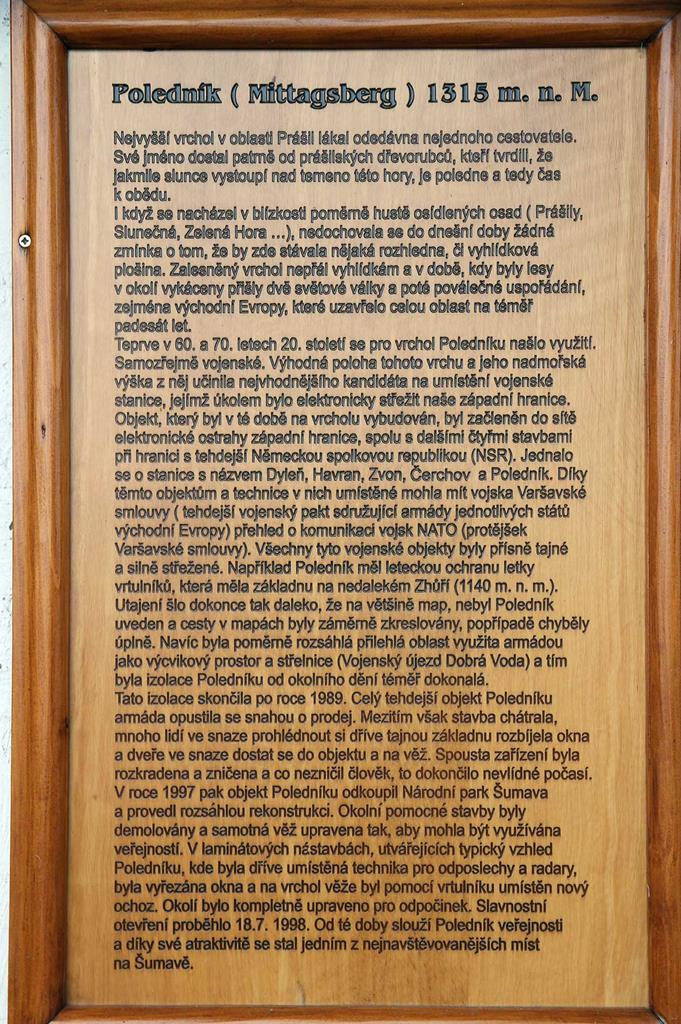 Poledník ( Mittagsberg ) 1315 m. n. M.
Nejvyšší vrchol v oblasti Prášil lákal odedávna nejednoho cestovatele.
Své jméno dostal patrně od prášilských dřevorubců, kteří tvrdili, že
jakmile slunce vystoupí nad temeno této hory, je poledne a tedy čas
k obědu.
I když se nacházel v blízkosti poměrně hustě osídlených osad ( Prášily,
Slunečná, Zelená Hora ...), nedochovala se do dnešní doby žádná
zmínka o tom, že by zde stávala nějaká rozhledna, či vyhlídková
plošina. Zalesněný vrchol nepřál vyhlídkám a v době, kdy byly lesy
v okolí vykáceny přišly dvě světové války a poté poválečné uspořádání,
zejména východní Evropy, které uzavřelo celou oblast na téměř
padesát let.
Teprve v 60. a 70. letech 20. století se pro vrchol Poledníku našlo využití.
Samozřejmě vojenské. Výhodná poloha tohoto vrchu a jeho nadmořská
výška z něj učinila nejvhodnějšího kandidáta na umístění vojenské
stanice, jejímž úkolem bylo elektronicky střežit naše západní hranice.
Objekt, který byl v té době na vrcholu vybudován, byl začleněn do sítě
elektronické ostrahy západní hranice, spolu s dalšími čtyřmi stavbami
při hranici s tehdejší Německou spolkovou republikou (NSR). Jednalo
se o stanice s názvem Dyleň, Havran, Zvon, Čerchov a Poledník. Díky
těmto objektům a technice v nich umístěné mohla mít vojska Varšavské
smlouvy ( tehdejší vojenský pakt sdružující armády jednotlivých států
východní Evropy) přehled o komunikaci vojsk NATO (protějšek
Varšavské smlouvy). Všechny tyto vojenské objekty byly přísně tajné
a silně střežené. Například Poledník měl leteckou ochranu letky
vrtulníků, která měla základnu na nedalekém Zhůří (1140 m. n. m.).
Utajení šlo dokonce tak daleko, že na většině map, nebyl Poledník
uveden a cesty v mapách byly záměrně zkreslovány, popřípadě chyběly
úplně. Navíc byla poměrně rozsáhlá přilehlá oblast využita armádou
jako výcvikový prostor a střelnice (Vojenský újezd Dobrá Voda) a tím
byla izolace Poledníku od okolního dění téměř dokonalá.
Tato izolace skončila po roce 1989. Celý tehdejší objekt Poledníku
armáda opustila se snahou o prodej. Mezitím však stavba chátrala,
mnoho lidí ve snaze prohlédnout si dříve tajnou základnu rozbíjela okna
a dveře ve snaze dostat se do objektu a na věž. Spousta zařízení byla
rozkradena a zničena a co nezničil člověk, to dokončilo nevlídné počasí.
V roce 1997 pak objekt Poledníku odkoupil Národní park Šumava
a provedl rozsáhlou rekonstrukci. Okolní pomocné stavby byly
demolovány a samotná věž upravena tak, aby mohla být využívána
veřejností. V laminátových nástavbách, utvářejících typický vzhled
Poledníku, kde byla dříve umístěná technika pro odposlechy a radary,
byla vyřezána okna a na vrchol věže byl pomocí vrtulníku umístěn nový
ochoz. Okolí bylo kompletně upraveno pro odpočinek. Slavnostní
otevření proběhlo 18.7. 1998. Od té doby slouží Poledník veřejnosti
a díky své atraktivitě se stal jedním z nejnavštěvovanějších míst
na Šumavě.